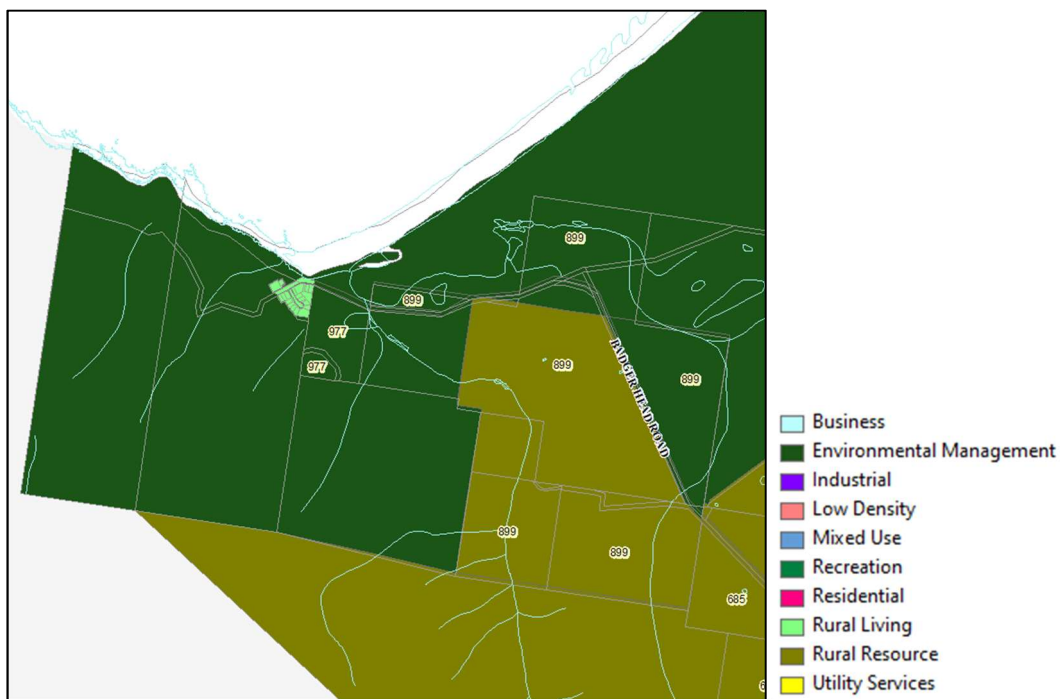 899
899
977
977
899
899
BADGER HEAD ROAD
899
899
685
Business
Environmental Management
Industrial
Low Density
Mixed Use
Recreation
Residential
Rural Living
Rural Resource
Utility Services